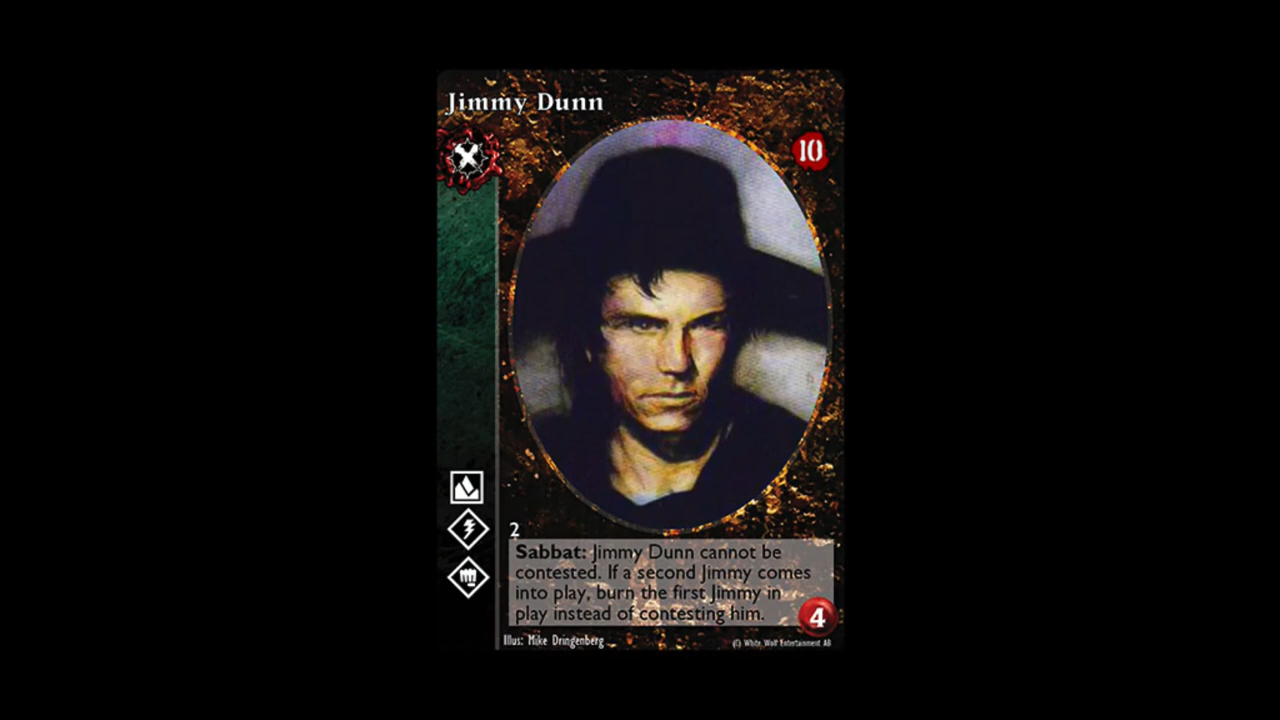 Jimmy Dunn
10
2
Sabbat: Jimmy Dunn cannot be
contested. If a second Jimmy comes
into play, burn the first Jimmy in
play instead of contesting him.
4
Illus: Mike Dringenberg
(C) White Wolf Entertainment AB